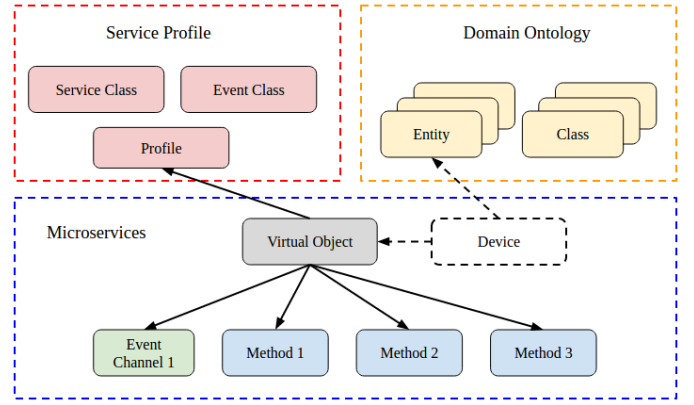 Service Profile
Domain Ontology
Service Class
Event Class
Profile
Entity
Class
Microservices
Virtual Object
Device
Event
Channel 1
Method 1
Method 2
Method 3